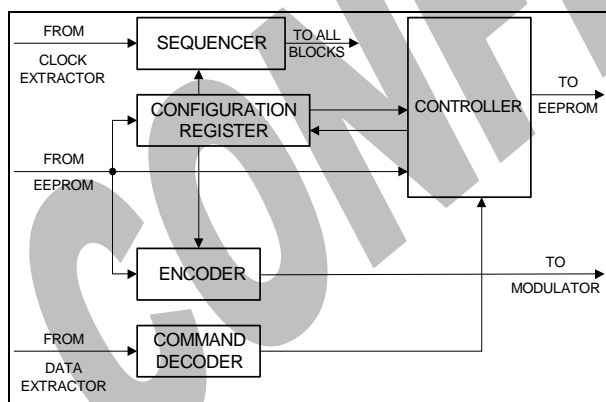 FROM
CLOCK
EXTRACTOR
SEQUENCER
TO ALL
BLOCKS
CONFIGURATION
REGISTER
CONTROLLER
TO
EEPROM
FROM
EEPROM
ENCODER
TO
MODULATOR
FROM
DATA
EXTRACTOR
COMMAND
DECODER